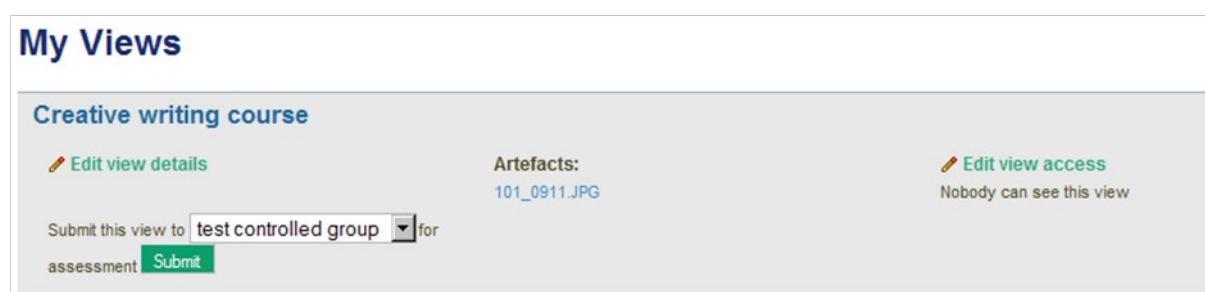 My Views
Creative writing course
Edit view details
Artefacts:
101_0911.JPG
Edit view access
Nobody can see this view
Submit this view to test controlled group for
assessment Submit